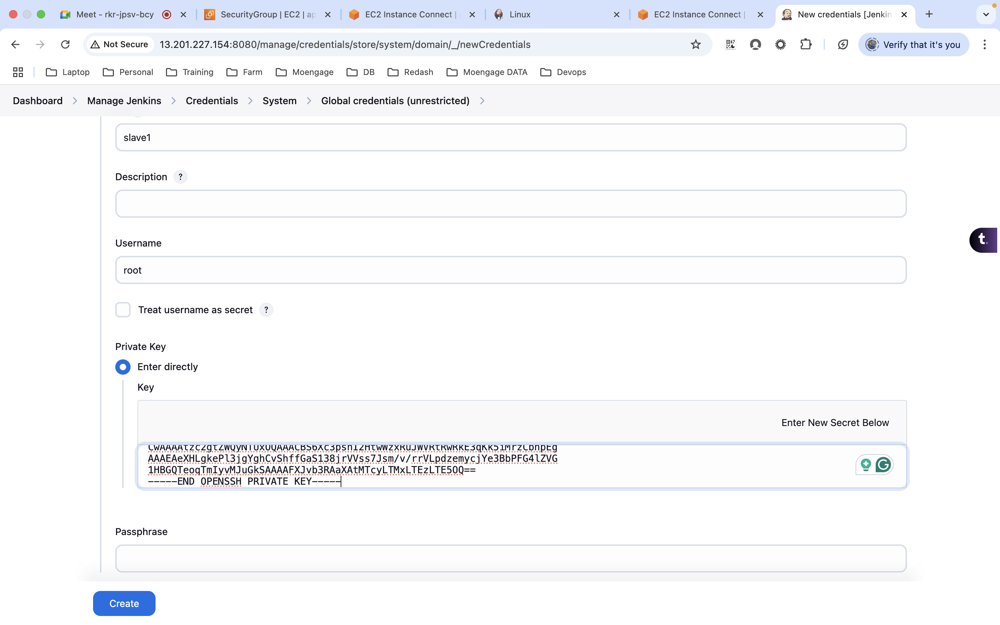 Meet - rkr-jpsv-bcy
SecurityGroup | EC2 | ap
EC2 Instance Connect |
Linux
EC2 Instance Connect |
New credentials [Jenkin
Not Secure
13.201.227.154:8080/manage/credentials/store/system/domain/_/newCredentials
Verify that it's you
Laptop
Personal
Training
Farm
Moengage
DB
Redash
Moengage DATA
Devops
Dashboard > Manage Jenkins > Credentials > System > Global credentials (unrestricted) >
slave1
Description ?
Username
root
Treat username as secret ?
Private Key
Enter directly
Key
Enter New Secret Below
AAAEAeXHLgkePl3jgYghCvShffGaS138jrVVss7Jsm/v/rrVLpdzemycjYe3BbPFG4lZVG
1HBGQTeoqTmIyvMJuGkSAAAAFXJvb3RAaXAtMTcyLTMxLTEzLTE5OQ==
-----END OPENSSH PRIVATE KEY-----
t.
Passphrase
Create